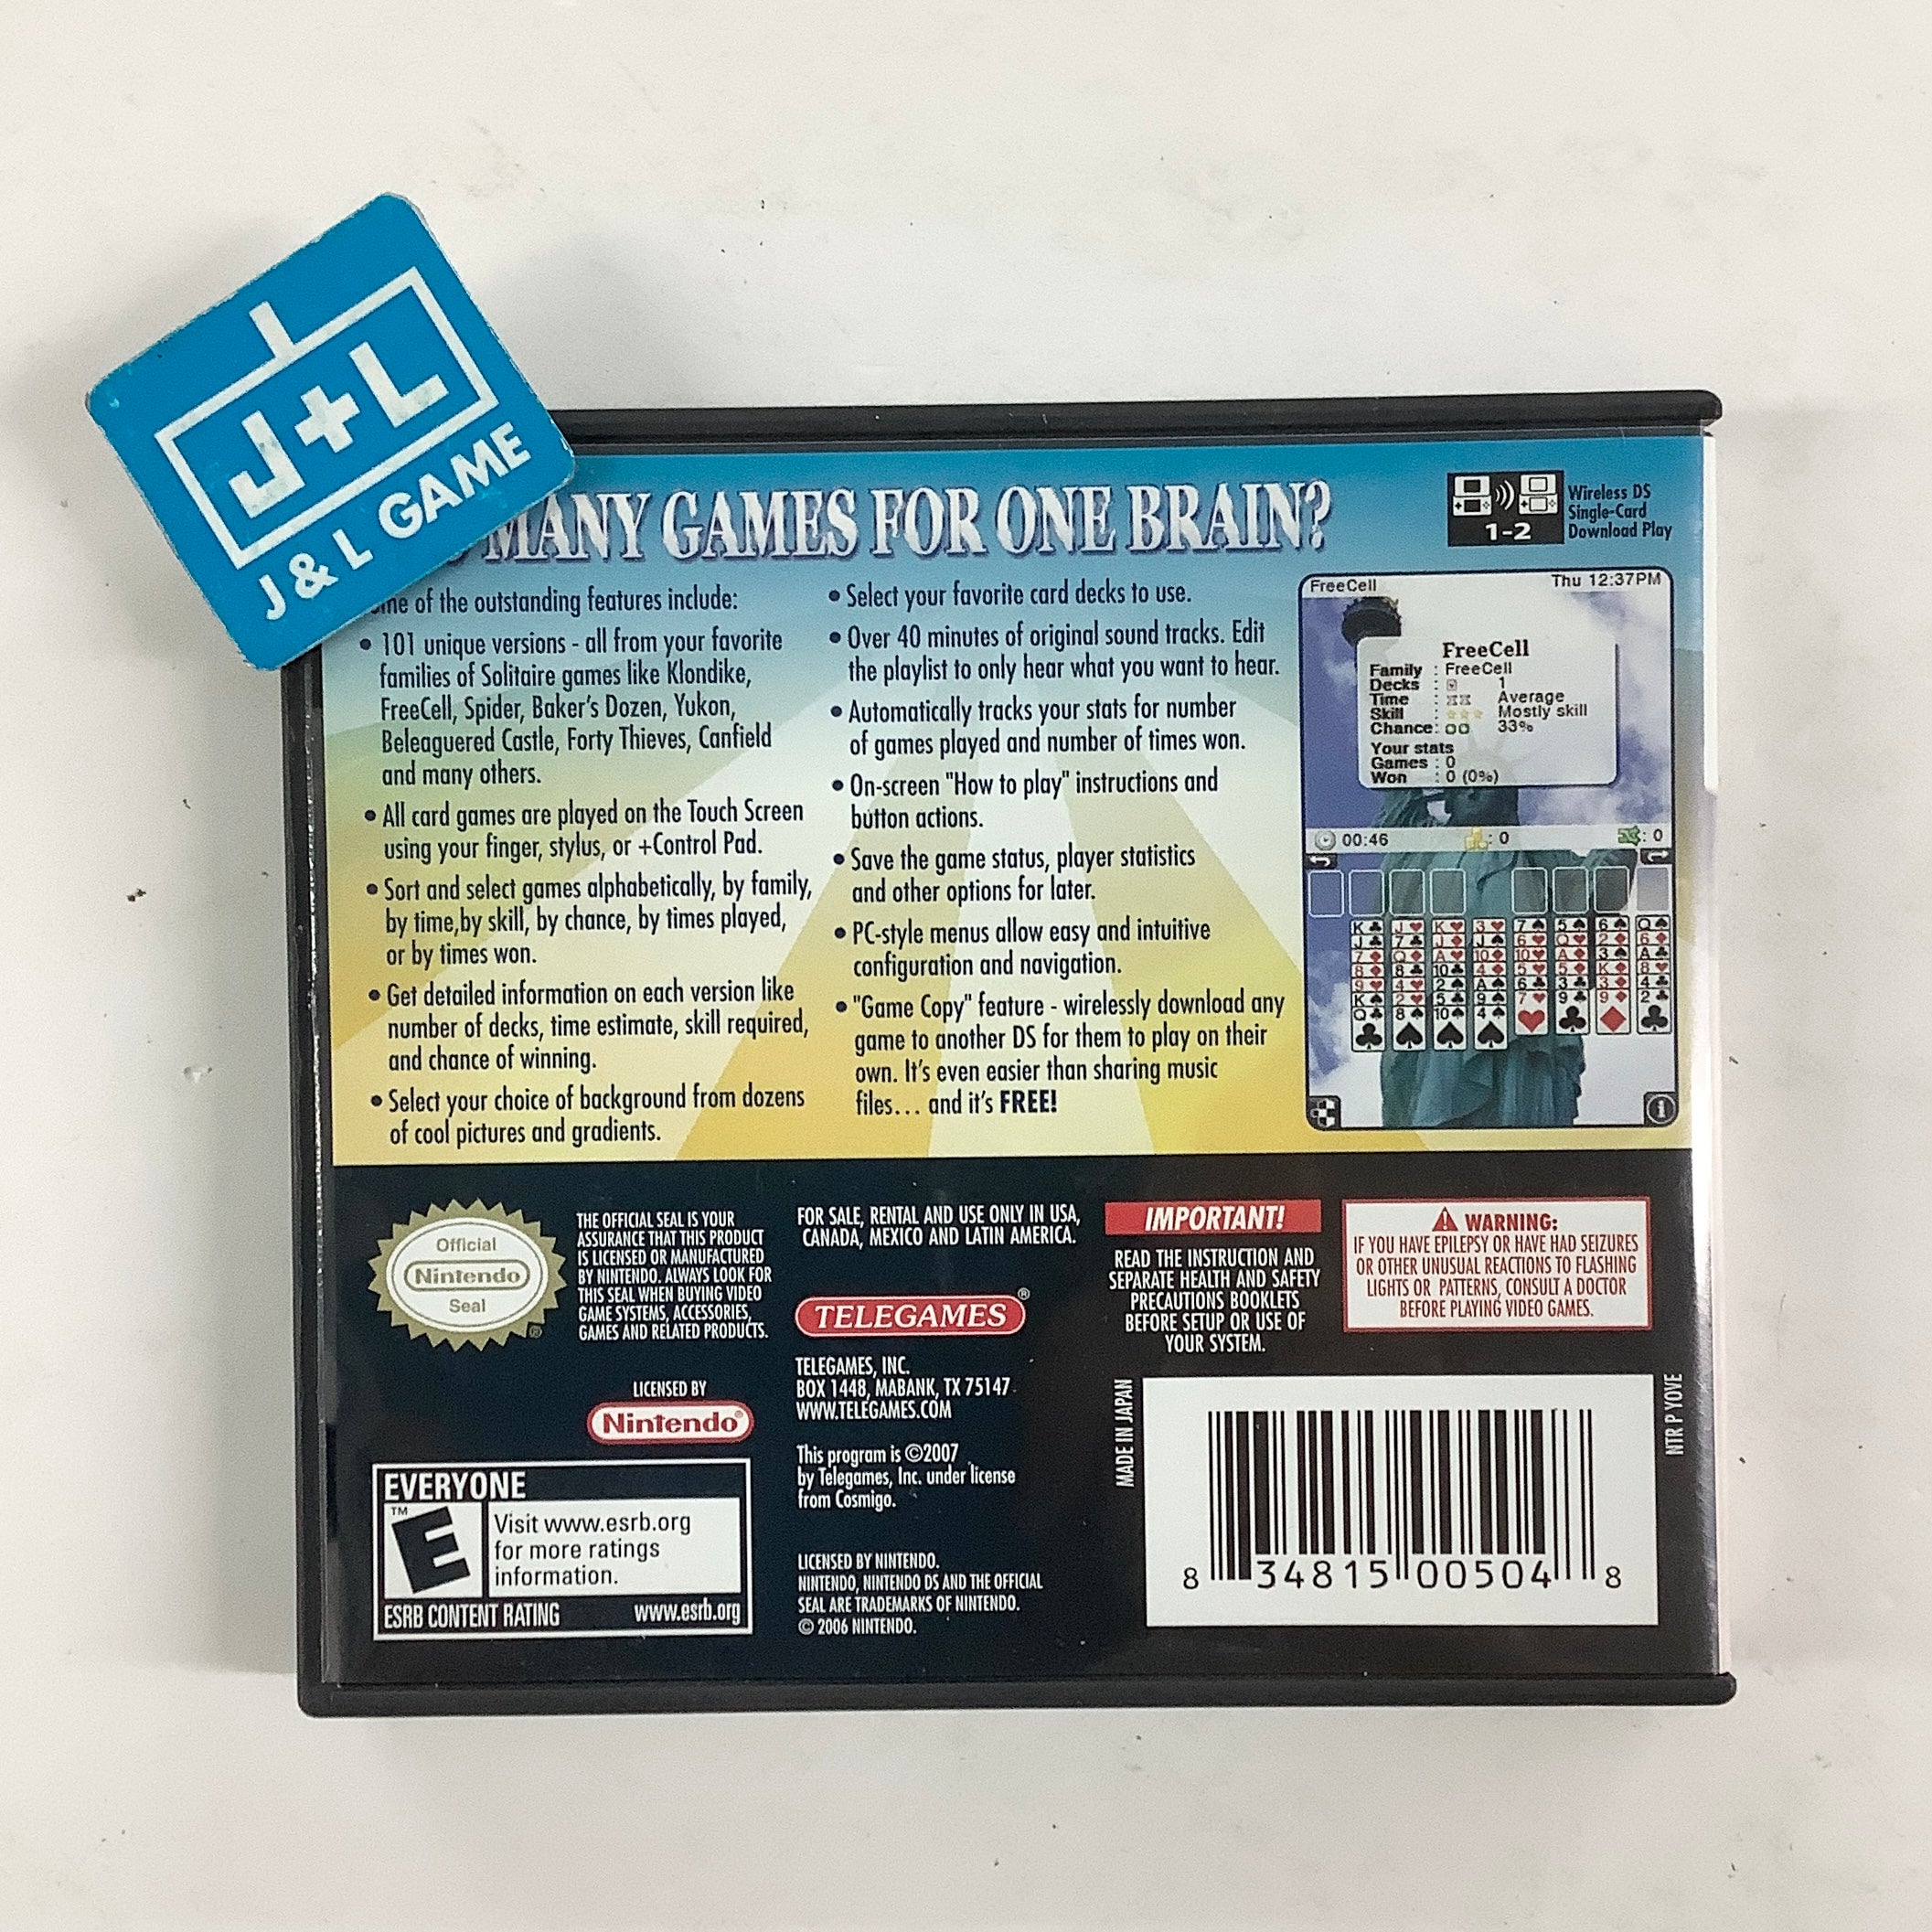 J+L
J & L GAME
MANY GAMES FOR ONE BRAIN?
Wireless DS
Single-Card
Download Play
1-2
of the outstanding features include:
• 101 unique versions - all from your favorite
families of Solitaire games like Klondike,
FreeCell, Spider, Baker's Dozen, Yukon,
Beleaguered Castle, Forty Thieves, Canfield
and many others.
• All card games are played on the Touch Screen
using your finger, stylus, or +Control Pad.
• Sort and select games alphabetically, by family,
by time,by skill, by chance, by times played,
or by times won.
• Get detailed information on each version like
number of decks, time estimate, skill required,
and chance of winning.
• Select your choice of background from dozens
of cool pictures and gradients.
• Select your favorite card decks to use.
• Over 40 minutes of original sound tracks. Edit
the playlist to only hear what you want to hear.
• Automatically tracks your stats for number
of games played and number of times won.
• On-screen "How to play" instructions and
button actions.
• Save the game status, player statistics
and other options for later.
• PC-style menus allow easy and intuitive
configuration and navigation.
• "Game Copy" feature - wirelessly download any
game to another DS for them to play on their
own. It's even easier than sharing music
files... and it's FREE!
FreeCell Thu 12:37PM
FreeCell
Family : FreeCell
Decks : 1
Time : Average
Skill : Mostly skill
Chance: 33%
Your stats
Games : 0
Won : 0 (0%)
00:46 : 0 : 0
Official
Nintendo
Seal
®
THE OFFICIAL SEAL IS YOUR
ASSURANCE THAT THIS PRODUCT
IS LICENSED OR MANUFACTURED
BY NINTENDO. ALWAYS LOOK FOR
THIS SEAL WHEN BUYING VIDEO
GAME SYSTEMS, ACCESSORIES,
GAMES AND RELATED PRODUCTS.
LICENSED BY
Nintendo®
EVERYONE
™
E
Visit www.esrb.org
for more ratings
information.
ESRB CONTENT RATING www.esrb.org
FOR SALE, RENTAL AND USE ONLY IN USA,
CANADA, MEXICO AND LATIN AMERICA.
TELEGAMES®
TELEGAMES, INC.
BOX 1448, MABANK, TX 75147
WWW.TELEGAMES.COM
This program is ©2007
by Telegames, Inc. under license
from Cosmigo.
LICENSED BY NINTENDO.
NINTENDO, NINTENDO DS AND THE OFFICIAL
SEAL ARE TRADEMARKS OF NINTENDO.
© 2006 NINTENDO.
IMPORTANT!
READ THE INSTRUCTION AND
SEPARATE HEALTH AND SAFETY
PRECAUTIONS BOOKLETS
BEFORE SETUP OR USE OF
YOUR SYSTEM.
WARNING:
IF YOU HAVE EPILEPSY OR HAVE HAD SEIZURES
OR OTHER UNUSUAL REACTIONS TO FLASHING
LIGHTS OR PATTERNS, CONSULT A DOCTOR
BEFORE PLAYING VIDEO GAMES.
MADE IN JAPAN
NTR P YOVE
8 34815 00504 8